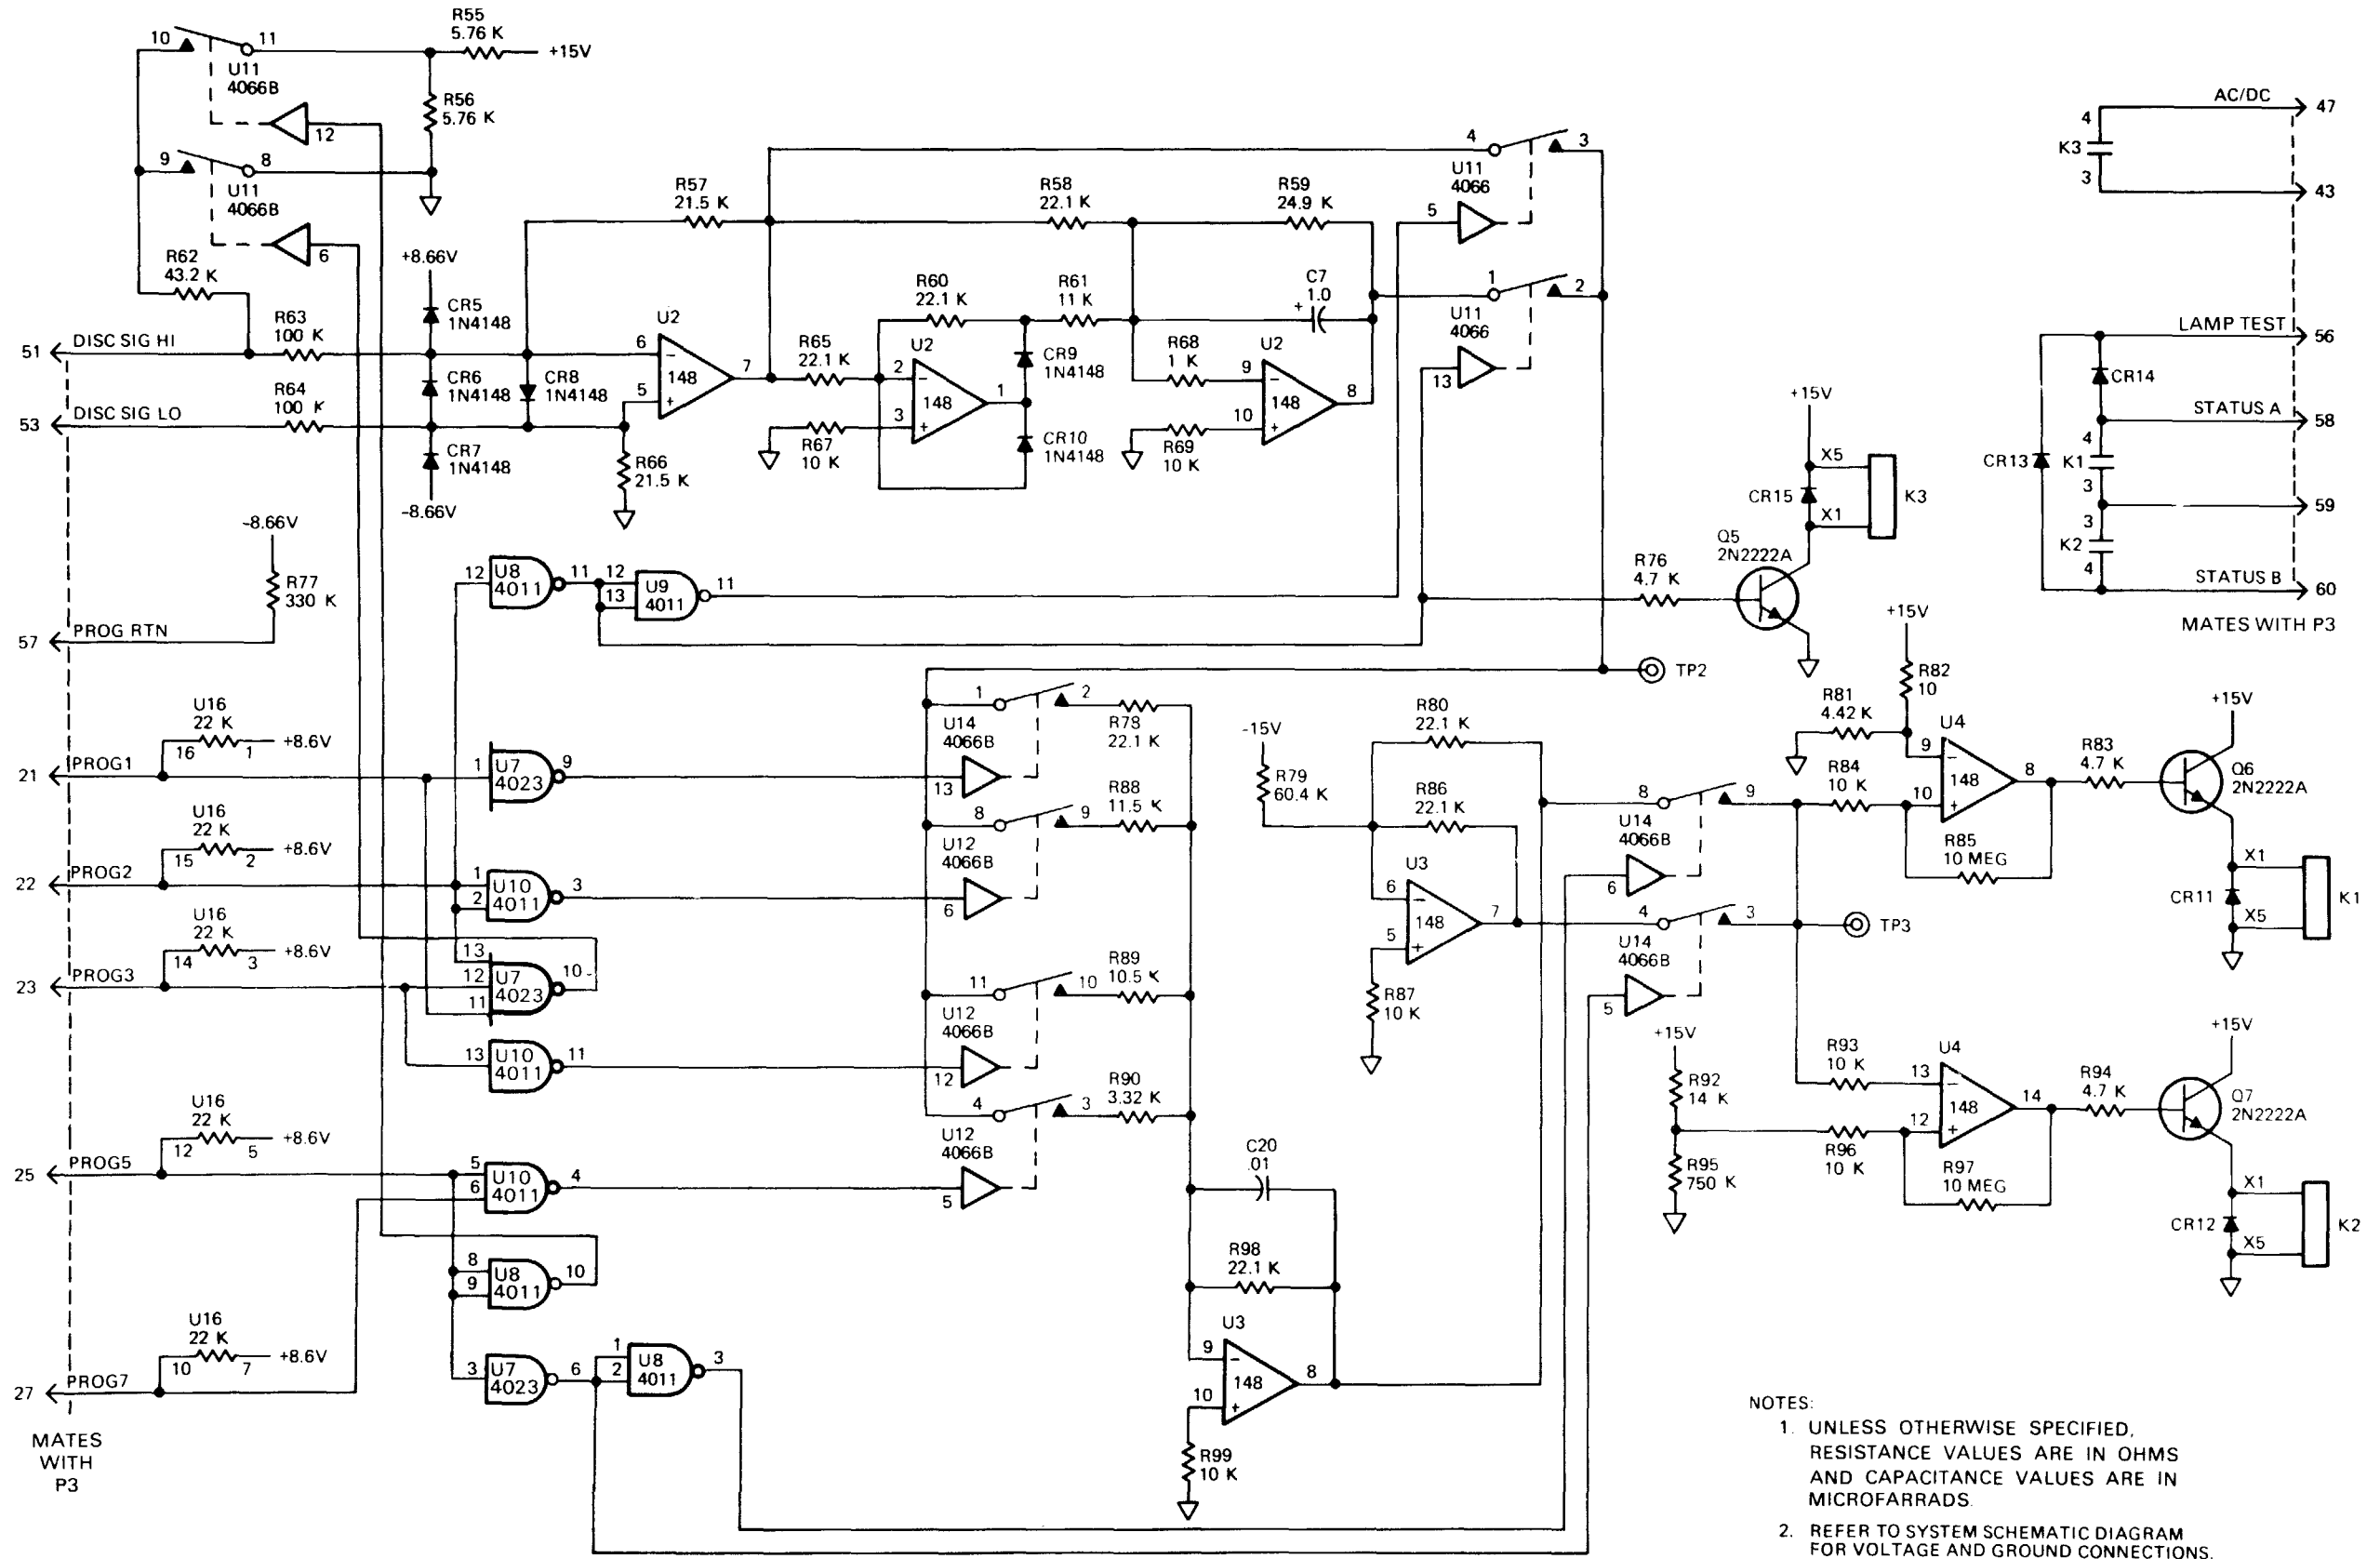 R55
5.76 K
+15V
10
11
U11
4066B
R56
5.76 K
12
9
8
U11
4066B
6
R62
43.2 K
+8.66V
CR5
1N4148
R63
100 K
51
DISC SIG HI
CR6
1N4148
CR8
1N4148
R64
100 K
53
DISC SIG LO
CR7
1N4148
-8.66V
R66
21.5 K
R57
21.5 K
U2
6
5
148
7
R65
22.1 K
R67
10 K
R60
22.1 K
U2
2
3
148
1
R61
11 K
CR9
1N4148
CR10
1N4148
R58
22.1 K
R59
24.9 K
C7
1.0
+
R68
1 K
U2
9
10
148
8
R69
10 K
4
3
U11
4066
5
1
2
U11
4066
13
AC/DC
47
4
K3
3
43
LAMP TEST
56
CR14
STATUS A
58
4
CR13
K1
3
59
3
K2
4
STATUS B
60
MATES WITH P3
+15V
X5
CR15
K3
X1
Q5
2N2222A
R76
4.7 K
-8.66V
R77
330 K
57
PROG RTN
12
U8
4011
11
12
13
U9
4011
11
TP2
U16
22 K
16
1
+8.6V
21
PROG1
1
U7
4023
9
U16
22 K
15
2
+8.6V
22
PROG2
1
2
U10
4011
3
U16
22 K
14
3
+8.6V
23
PROG3
13
12
11
U7
4023
10
13
U10
4011
11
U16
22 K
12
5
+8.6V
25
PROG5
5
6
U10
4011
4
8
9
U8
4011
10
U16
22 K
10
7
+8.6V
27
PROG7
3
U7
4023
6
1
2
U8
4011
3
MATES
WITH
P3
1
2
U14
4066B
13
R78
22.1 K
8
9
U12
4066B
6
R88
11.5 K
11
10
U12
4066B
12
R89
10.5 K
4
3
U12
4066B
5
R90
3.32 K
C20
.01
R98
22.1 K
U3
9
10
148
8
R99
10 K
-15V
R79
60.4 K
R80
22.1 K
R86
22.1 K
U3
6
5
148
7
R87
10 K
8
9
U14
4066B
6
4
3
U14
4066B
5
TP3
+15V
R82
10
R81
4.42 K
U4
9
10
148
8
R84
10 K
R85
10 MEG
R83
4.7 K
+15V
Q6
2N2222A
X1
CR11
K1
X5
+15V
R92
14 K
R95
750 K
R93
10 K
R96
10 K
U4
13
12
148
14
R97
10 MEG
R94
4.7 K
+15V
Q7
2N2222A
X1
CR12
K2
X5
NOTES:
1. UNLESS OTHERWISE SPECIFIED,
RESISTANCE VALUES ARE IN OHMS
AND CAPACITANCE VALUES ARE IN
MICROFARRADS.
2. REFER TO SYSTEM SCHEMATIC DIAGRAM
FOR VOLTAGE AND GROUND CONNECTIONS.